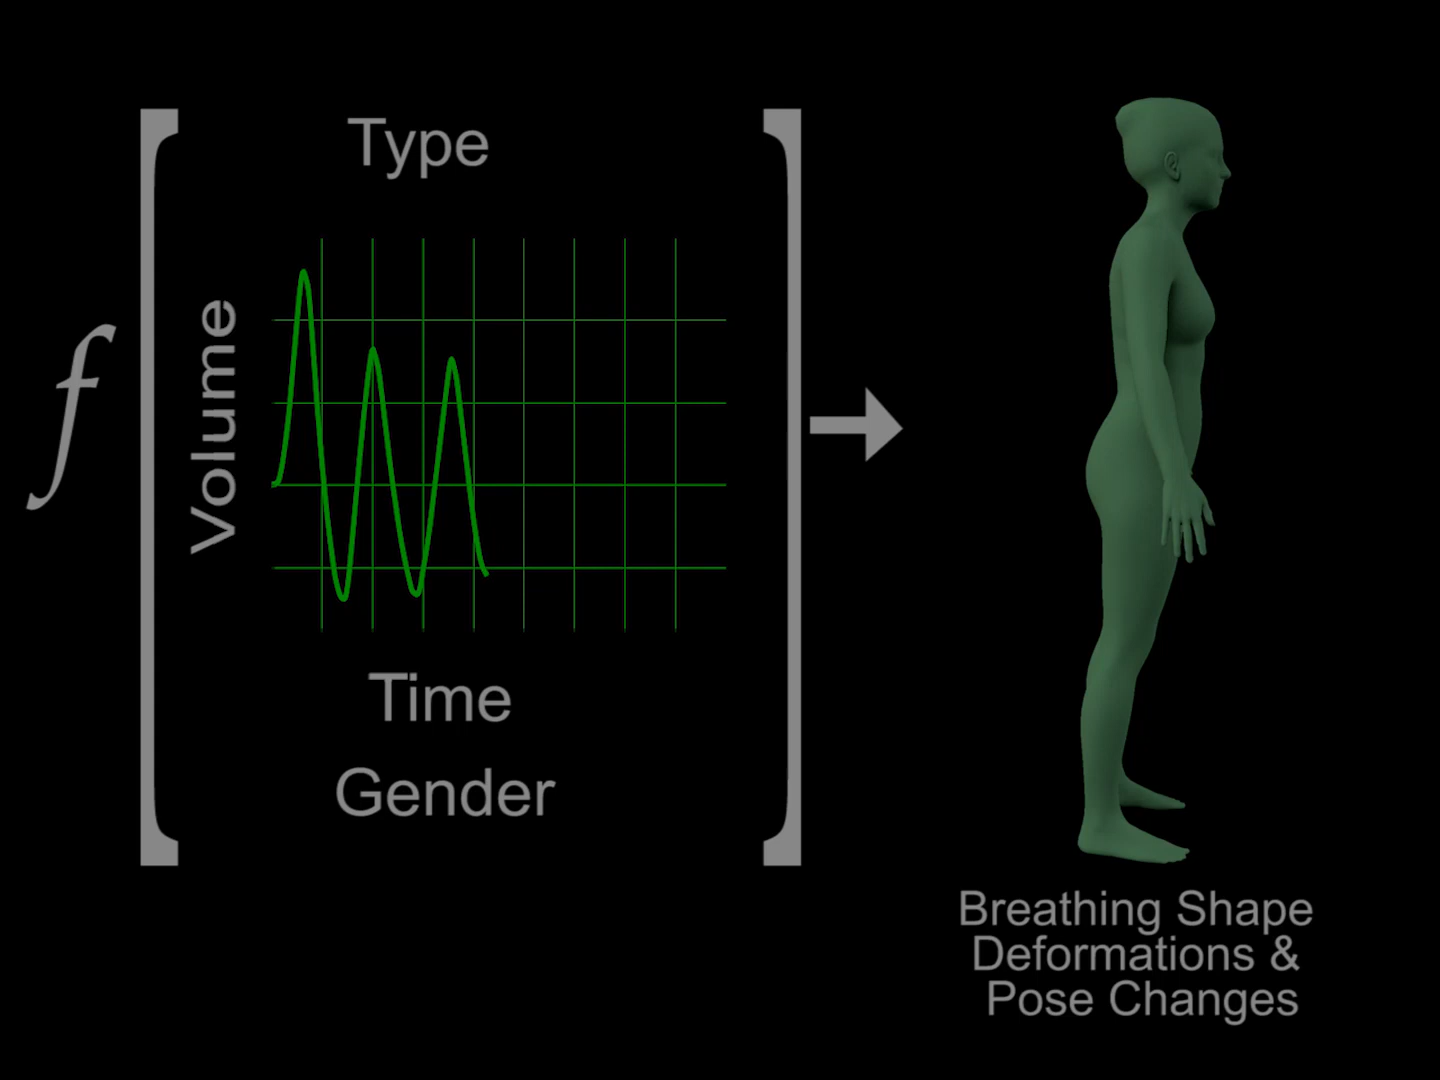 f
Type
Volume
Time
Gender
Breathing Shape
Deformations &
Pose Changes